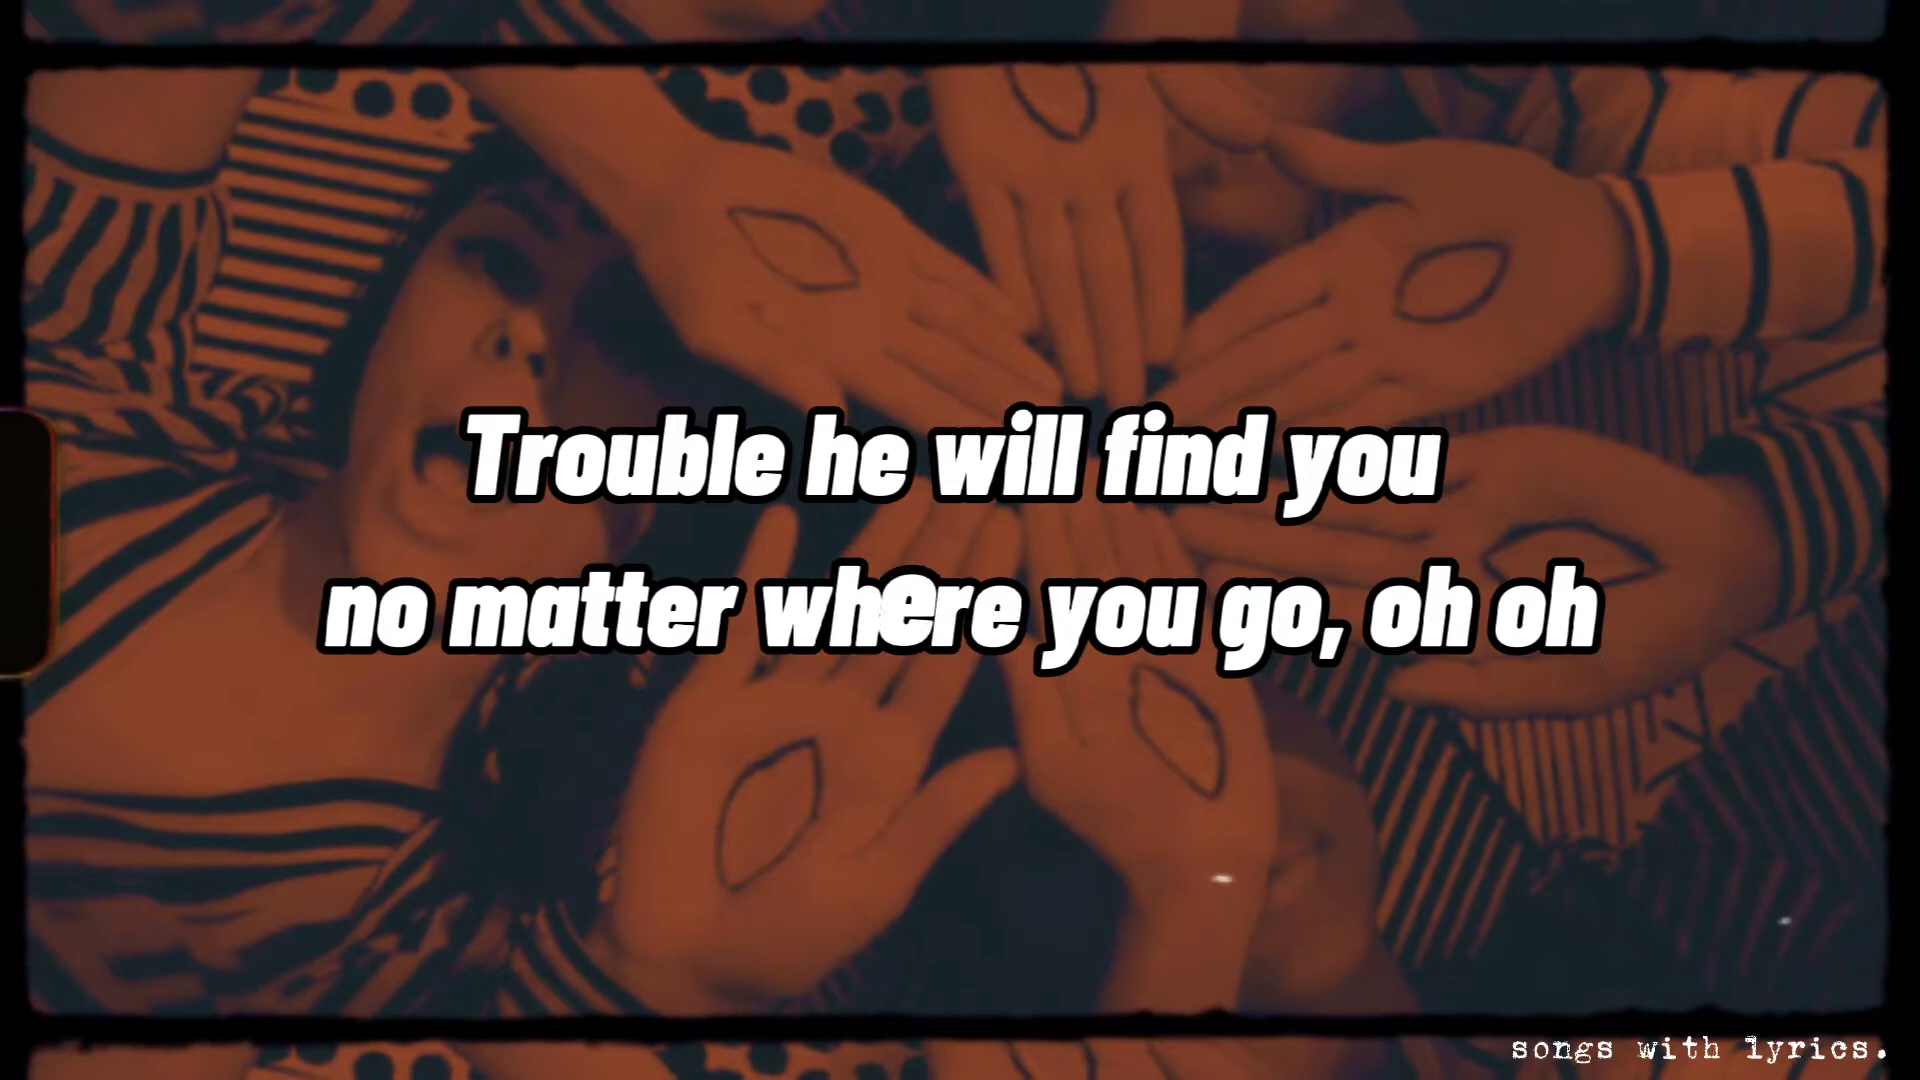 Trouble he will find you
no matter where you go, oh oh
songs with lyrics.